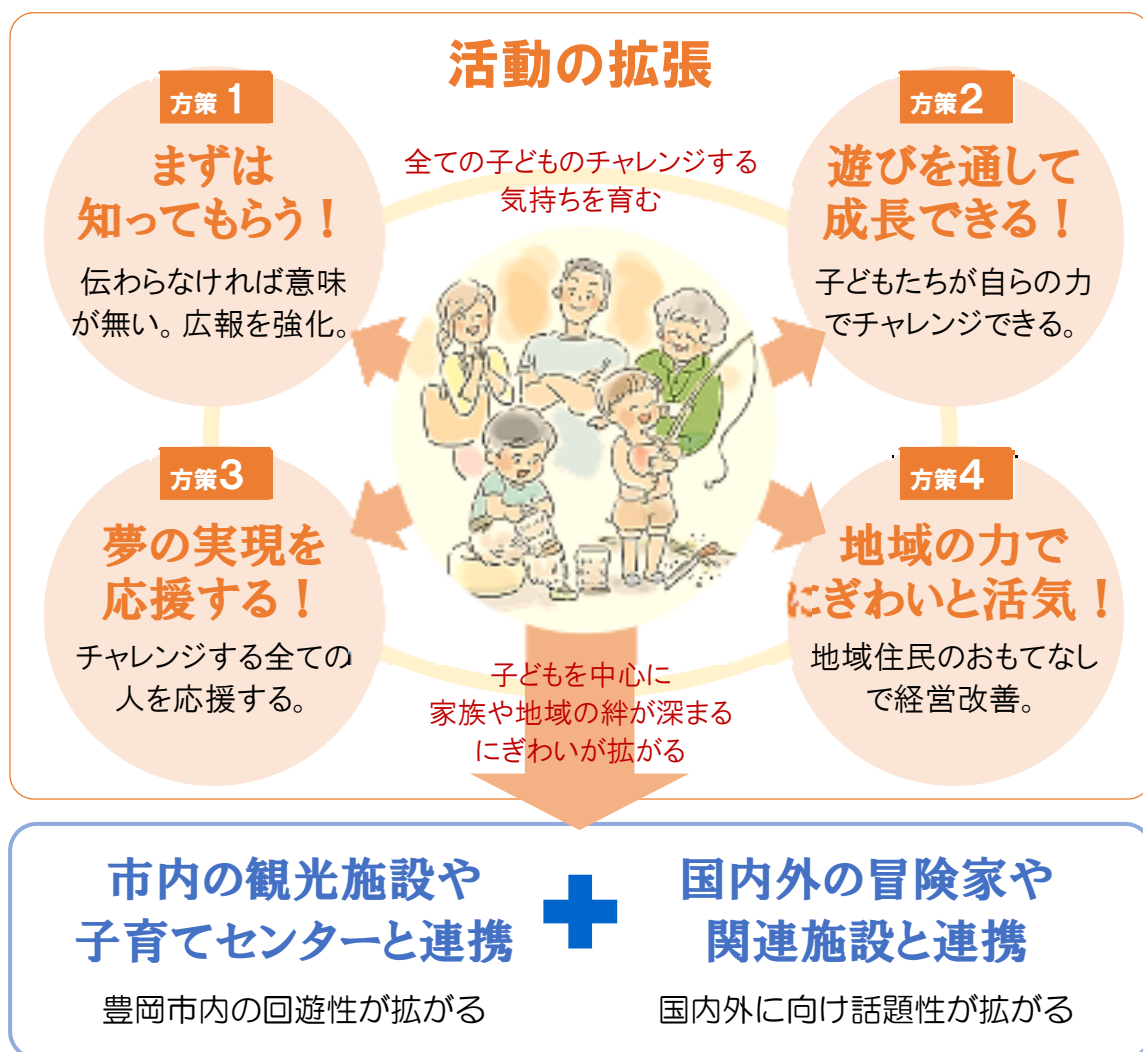 活動の拡張
方策1
まずは
知ってもらう！
伝わらなければ意味
が無い。広報を強化。
全ての子どものチャレンジする
気持ちを育む
方策2
遊びを通して
成長できる！
子どもたちが自らの力
でチャレンジできる。
方策3
夢の実現を
応援する！
チャレンジする全ての
人を応援する。
子どもを中心に
家族や地域の絆が深まる
にぎわいが拡がる
方策4
地域の力で
にぎわいと活気！
地域住民のおもてなし
で経営改善。
市内の観光施設や
子育てセンターと連携
豊岡市内の回遊性が拡がる
国内外の冒険家や
関連施設と連携
国内外に向け話題性が拡がる